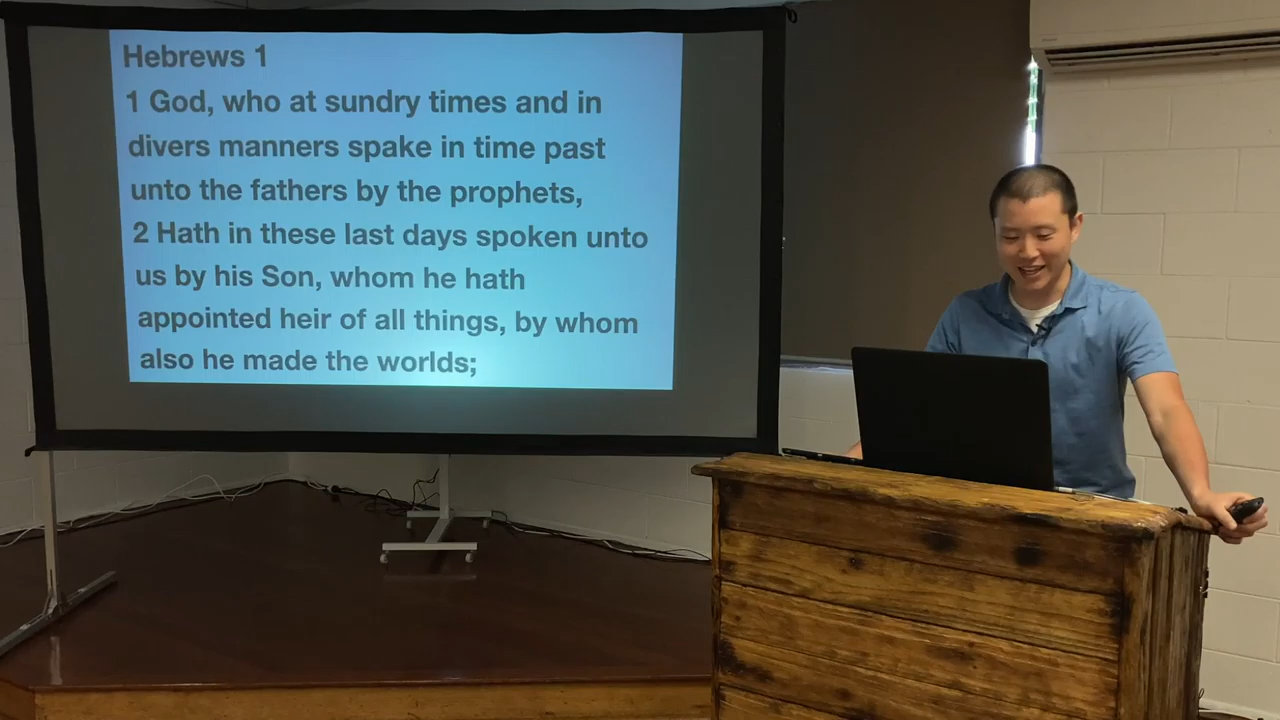 Hebrews 1
1 God, who at sundry times and in
divers manners spake in time past
unto the fathers by the prophets,
2 Hath in these last days spoken unto
us by his Son, whom he hath
appointed heir of all things, by whom
also he made the worlds;